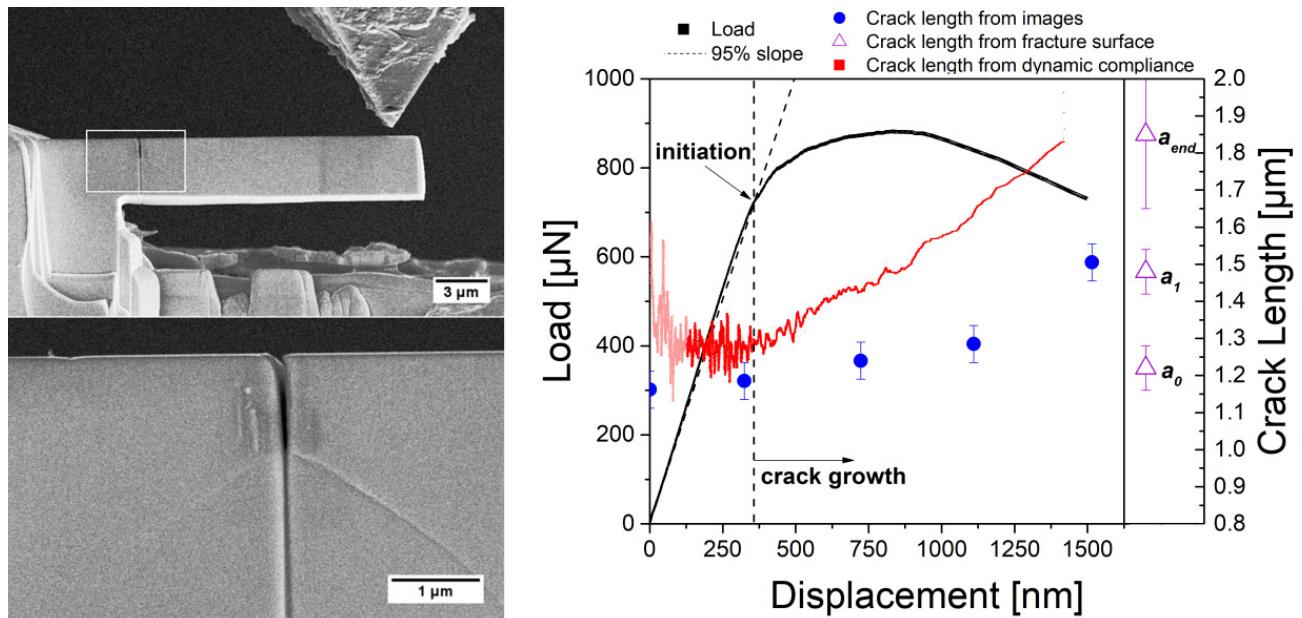 3 µm
1 µm
Load
95% slope
Crack length from images
Crack length from fracture surface
Crack length from dynamic compliance
1000
800
600
400
200
0
Load [µN]
initiation
crack growth
a_end
a_1
a_0
2.0
1.9
1.8
1.7
1.6
1.5
1.4
1.3
1.2
1.1
1.0
0.9
0.8
Crack Length [µm]
0 250 500 750 1000 1250 1500
Displacement [nm]